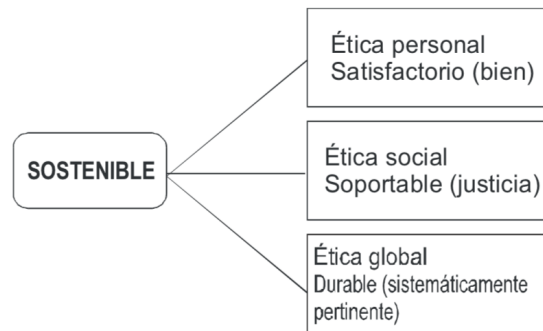 Ética personal
Satisfactorio (bien)
SOSTENIBLE
Ética social
Soportable (justicia)
Ética global
Durable (sistemáticamente
pertinente)